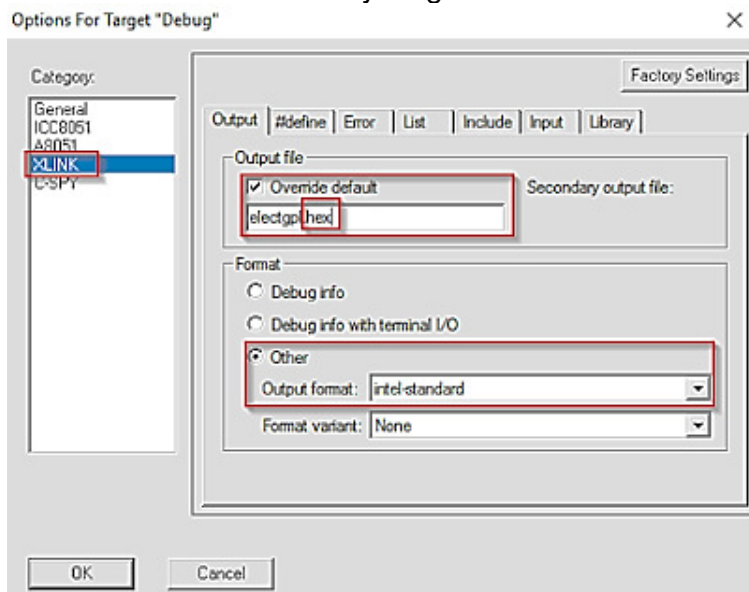 Options For Target "Debug"
Category:
General
ICC8051
A8051
XLINK
C-SPY
Factory Settings
Output #define Error List Include Input Library
Output file
Override default
Secondary output file:
electgpl.hex
Format
Debug info
Debug info with terminal I/O
Other
Output format: intel-standard
Format variant: None
OK Cancel